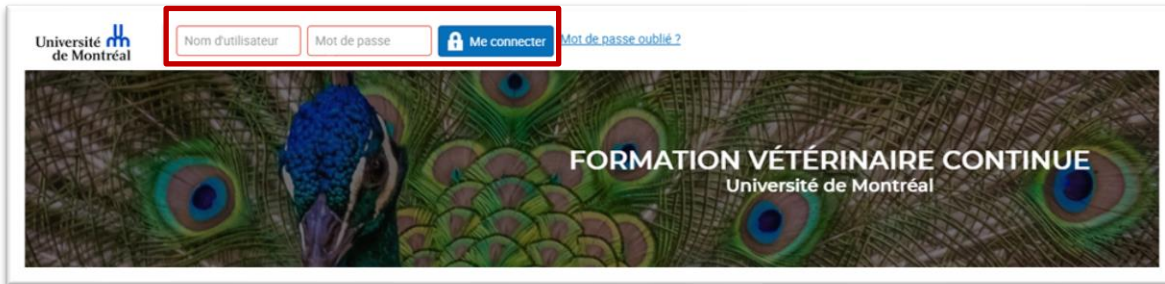 Université
de Montréal
Nom d'utilisateur
Mot de passe
Me connecter
Mot de passe oublié ?
FORMATION VÉTÉRINAIRE CONTINUE
Université de Montréal